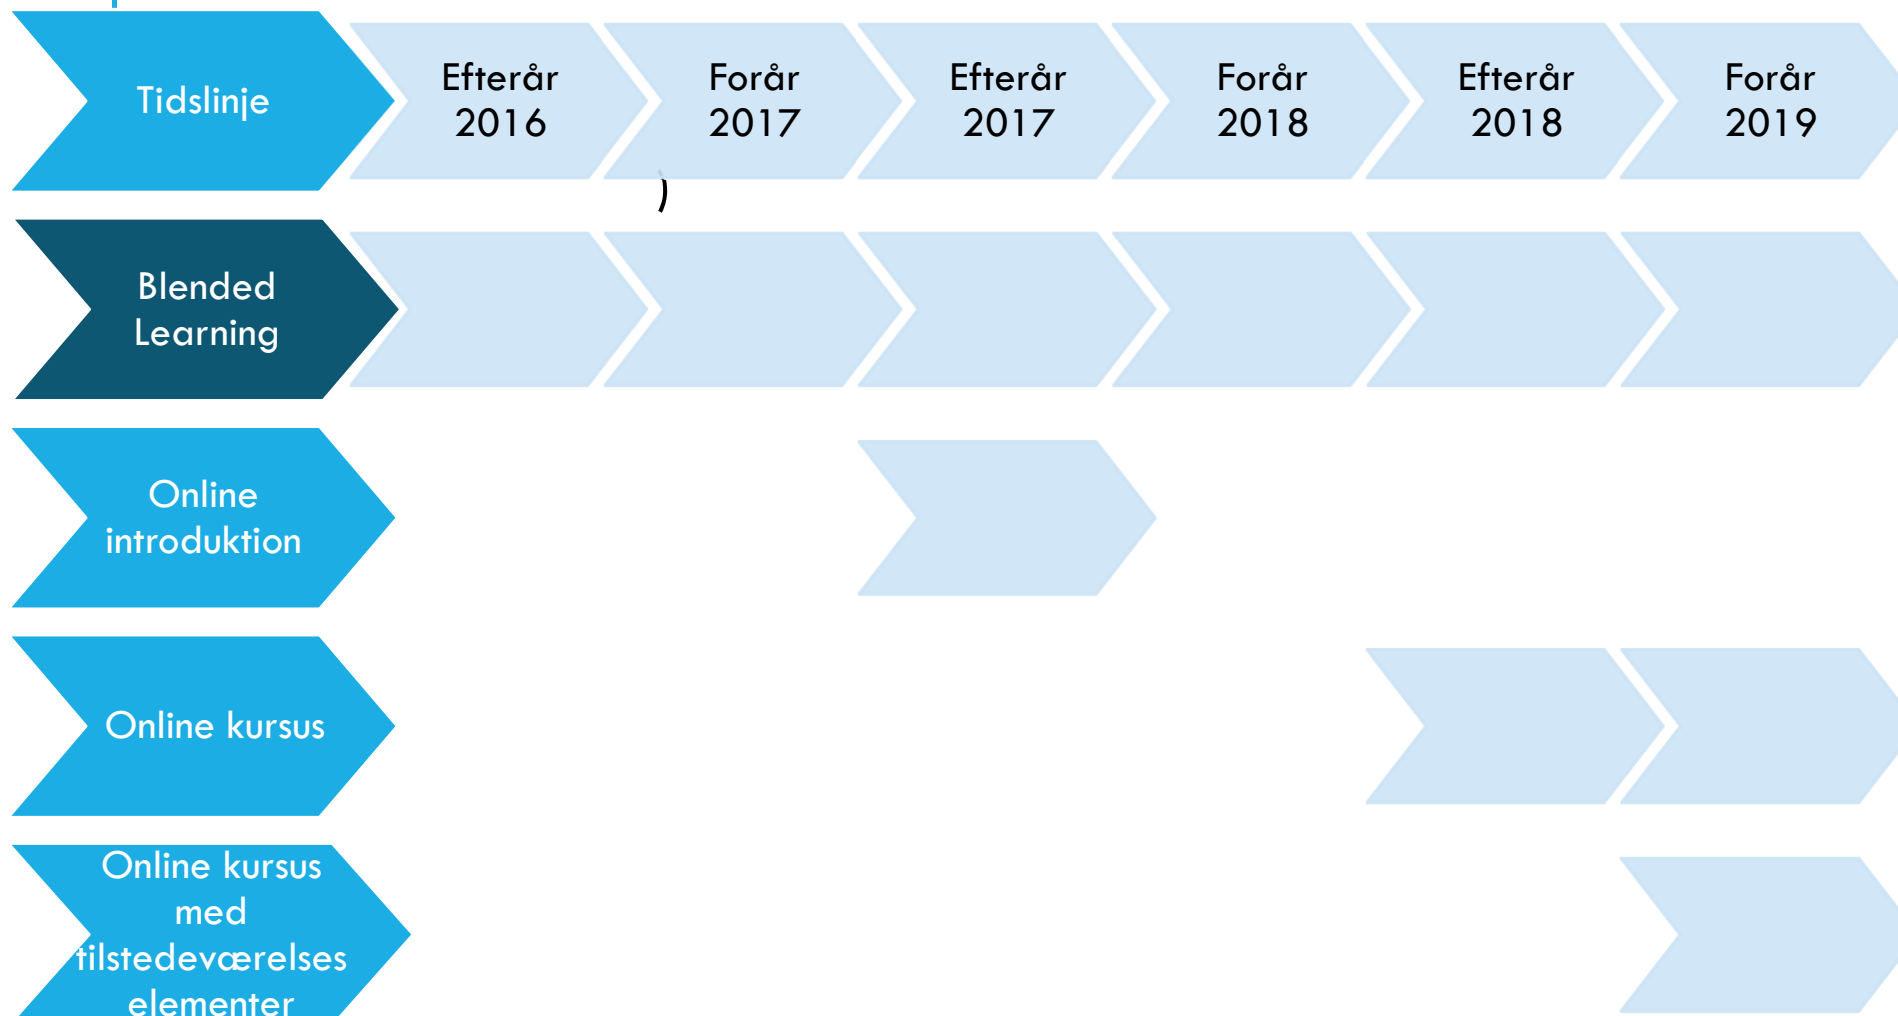 Tidslinje
Efterår
2016
Forår
2017
Efterår
2017
Forår
2018
Efterår
2018
Forår
2019
)
Blended
Learning
Online
introduktion
Online kursus
Online kursus
med
tilstedeværelses
elementer